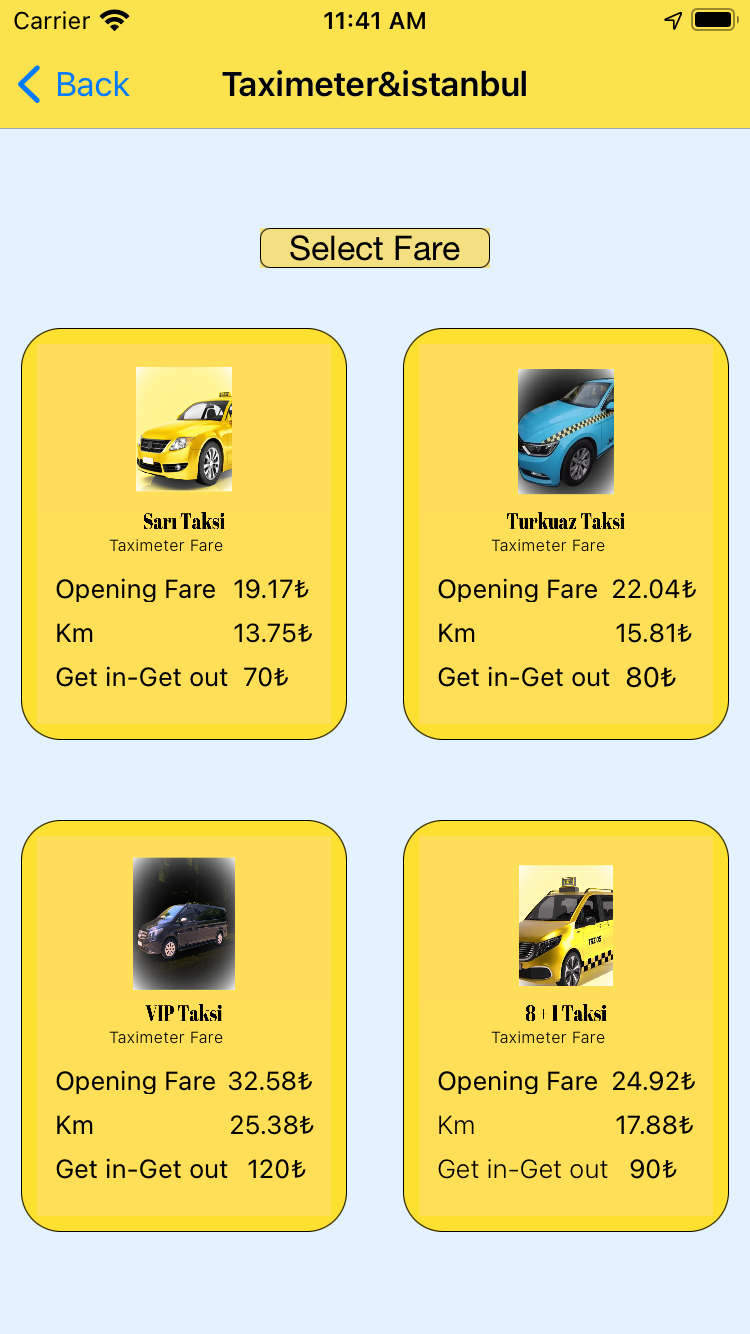 Carrier 11:41 AM
Back Taximeter&istanbul
Select Fare
Sarı Taksi
Taximeter Fare
Opening Fare 19.17₺
Km 13.75₺
Get in-Get out 70₺
Turkuaz Taksi
Taximeter Fare
Opening Fare 22.04₺
Km 15.81₺
Get in-Get out 80₺
VIP Taksi
Taximeter Fare
Opening Fare 32.58₺
Km 25.38₺
Get in-Get out 120₺
8+1 Taksi
Taximeter Fare
Opening Fare 24.92₺
Km 17.88₺
Get in-Get out 90₺